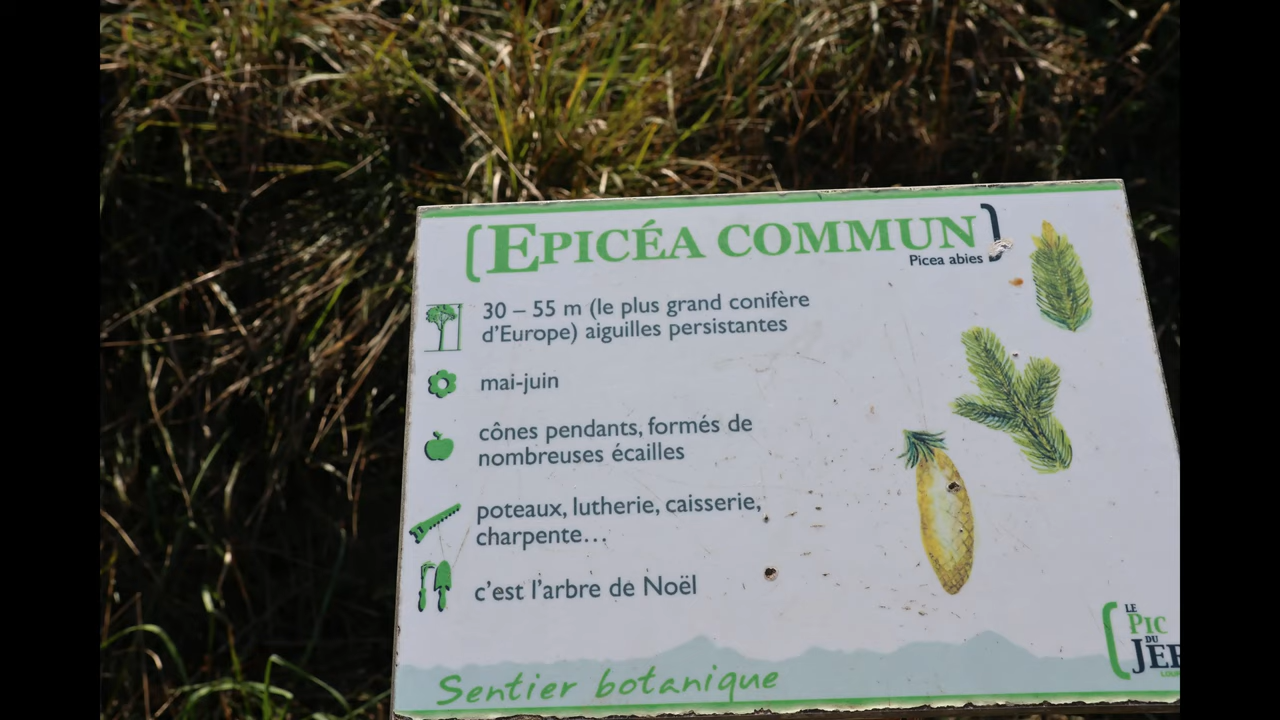 EPICÉA COMMUN
Picea abies
30 – 55 m (le plus grand conifère
d'Europe) aiguilles persistantes
mai-juin
cônes pendants, formés de
nombreuses écailles
poteaux, lutherie, caisserie,
charpente…
c'est l'arbre de Noël
LE
PIC
DU
Sentier botanique